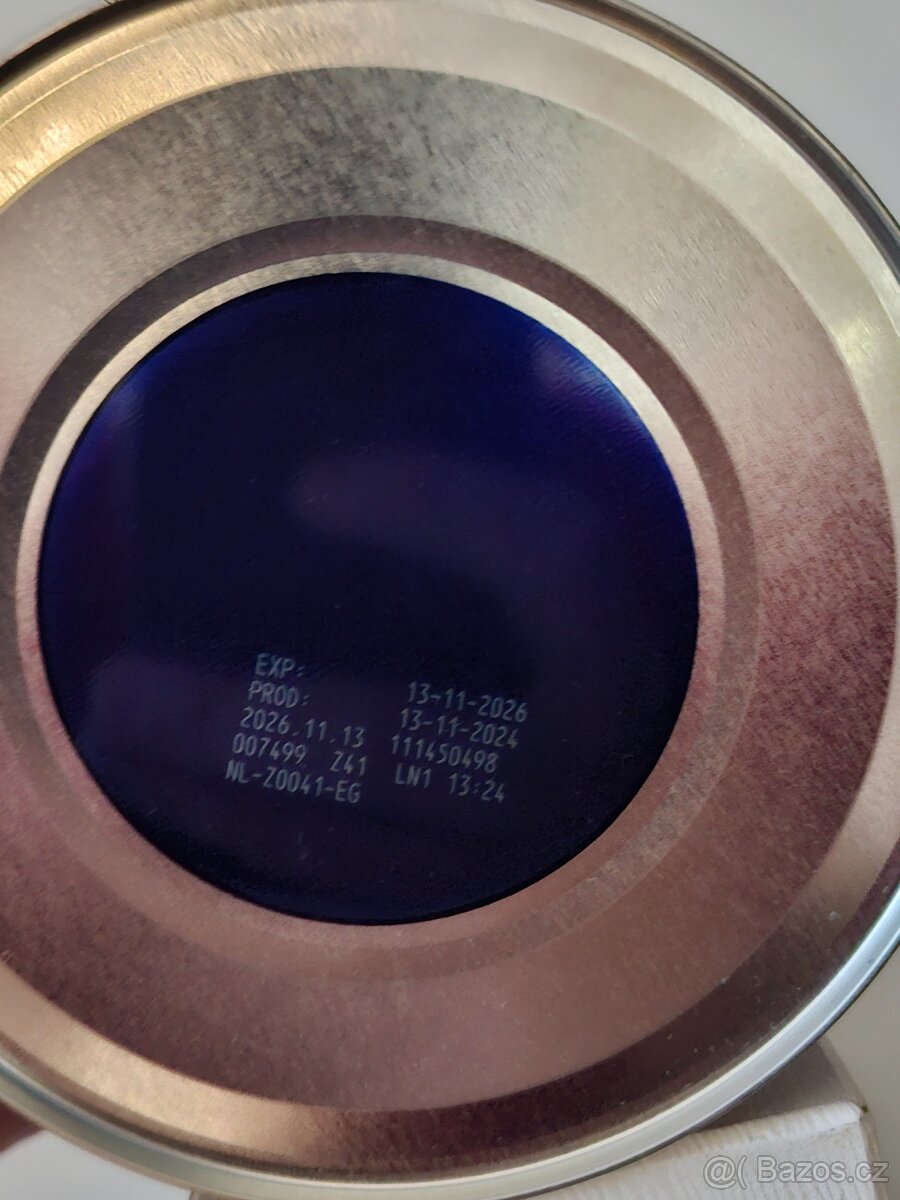 EXP: 13-11-2026
PROD: 13-11-2024
2026.11.13 111450498
007499 Z41 LN1 13:24
NL-Z0041-EG
@( Bazos.cz